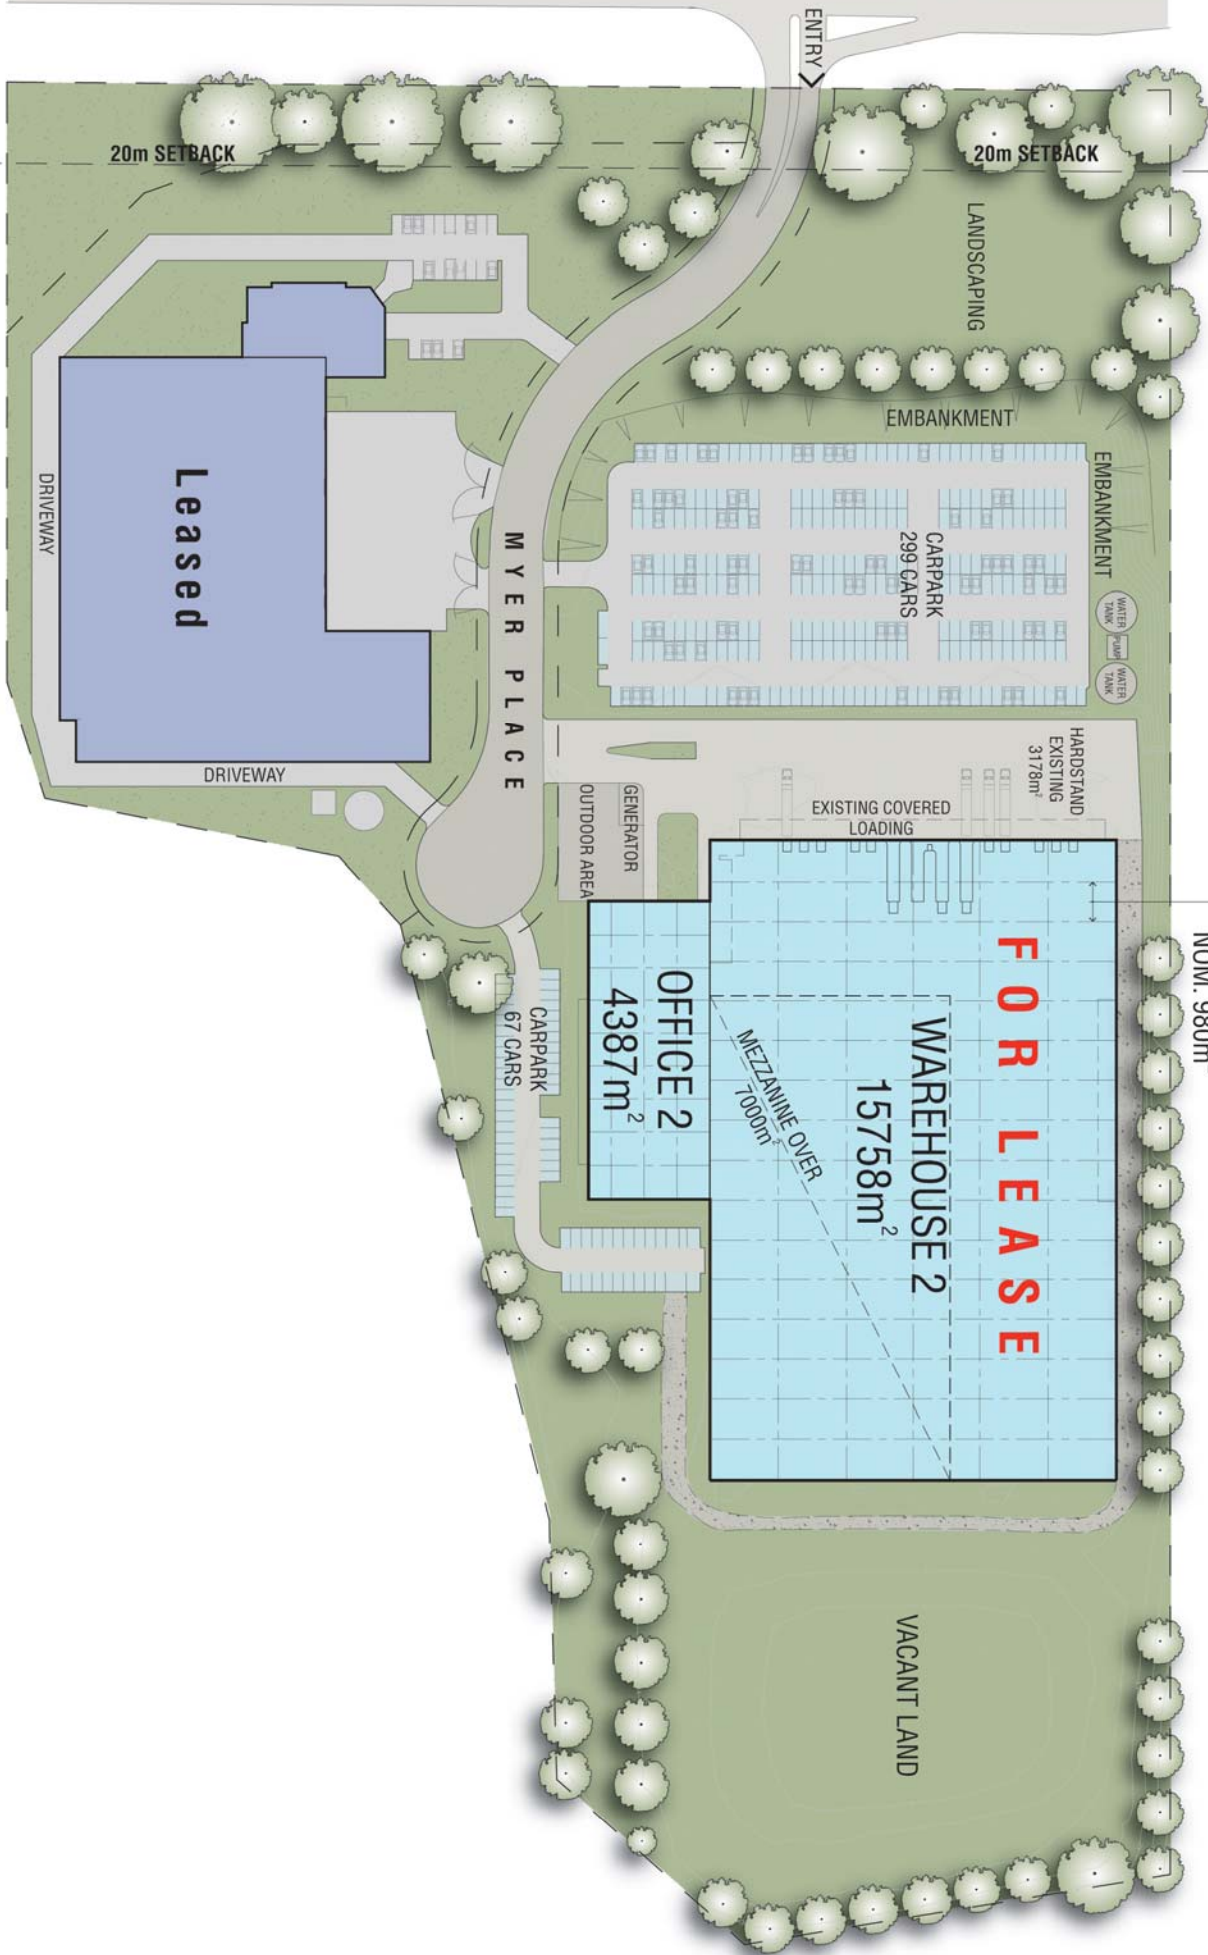 ENTRY
20m SETBACK
20m SETBACK
LANDSCAPING
EMBANKMENT
EMBANKMENT
CARPARK
299 CARS
WATER
TANK
PUMP
WATER
TANK
Leased
DRIVEWAY
DRIVEWAY
MYER PLACE
HARDSTAND
EXISTING
3178m²
EXISTING COVERED
LOADING
GENERATOR
OUTDOOR AREA
NOM. 980m
FOR LEASE
WAREHOUSE 2
15758m²
MEZZANINE OVER
7000m²
OFFICE 2
4387m²
CARPARK
67 CARS
VACANT LAND